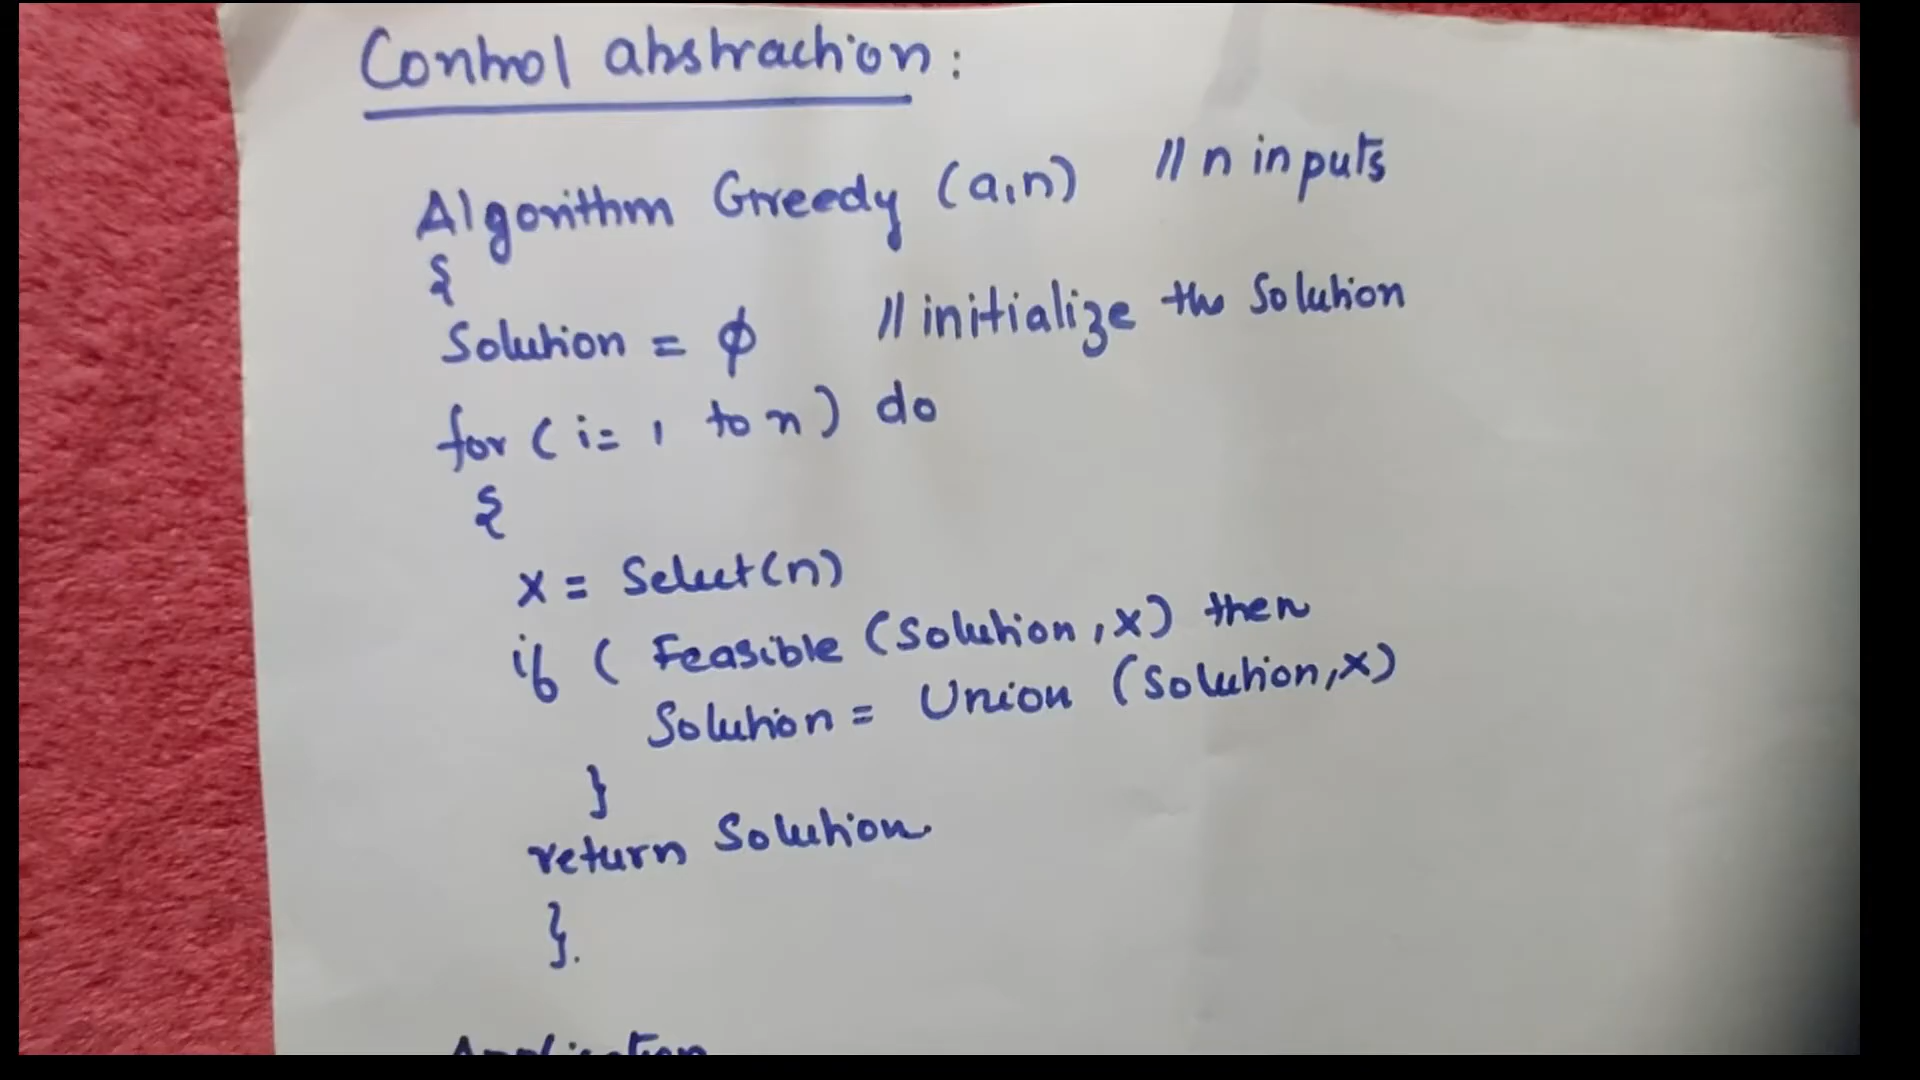 Control abstraction:
Algorithm Greedy (a,n) // n inputs
{
Solution = ϕ // initialize the Solution
for ( i= 1 to n ) do
{
x = Select(n)
if ( Feasible (Solution, x) then
Solution = Union (Solution, x)
}
return Solution
}.
Application